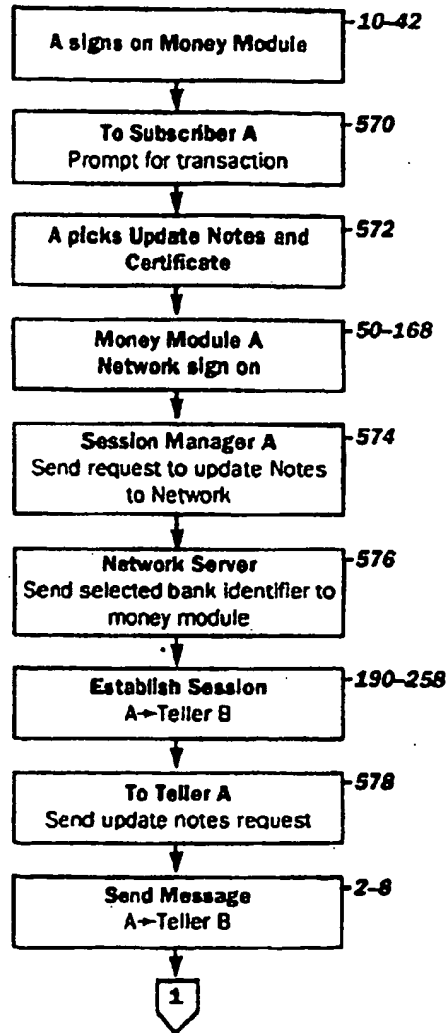 A signs on Money Module
10-42
To Subscriber A
570
Prompt for transaction
A picks Update Notes and
572
Certificate
Money Module A
50-168
Network sign on
Session Manager A
574
Send request to update Notes
to Network
Network Server
576
Send selected bank identifier to
money module
Establish Session
190-258
A→Teller B
To Teller A
578
Send update notes request
Send Message
2-8
A→Teller B
1